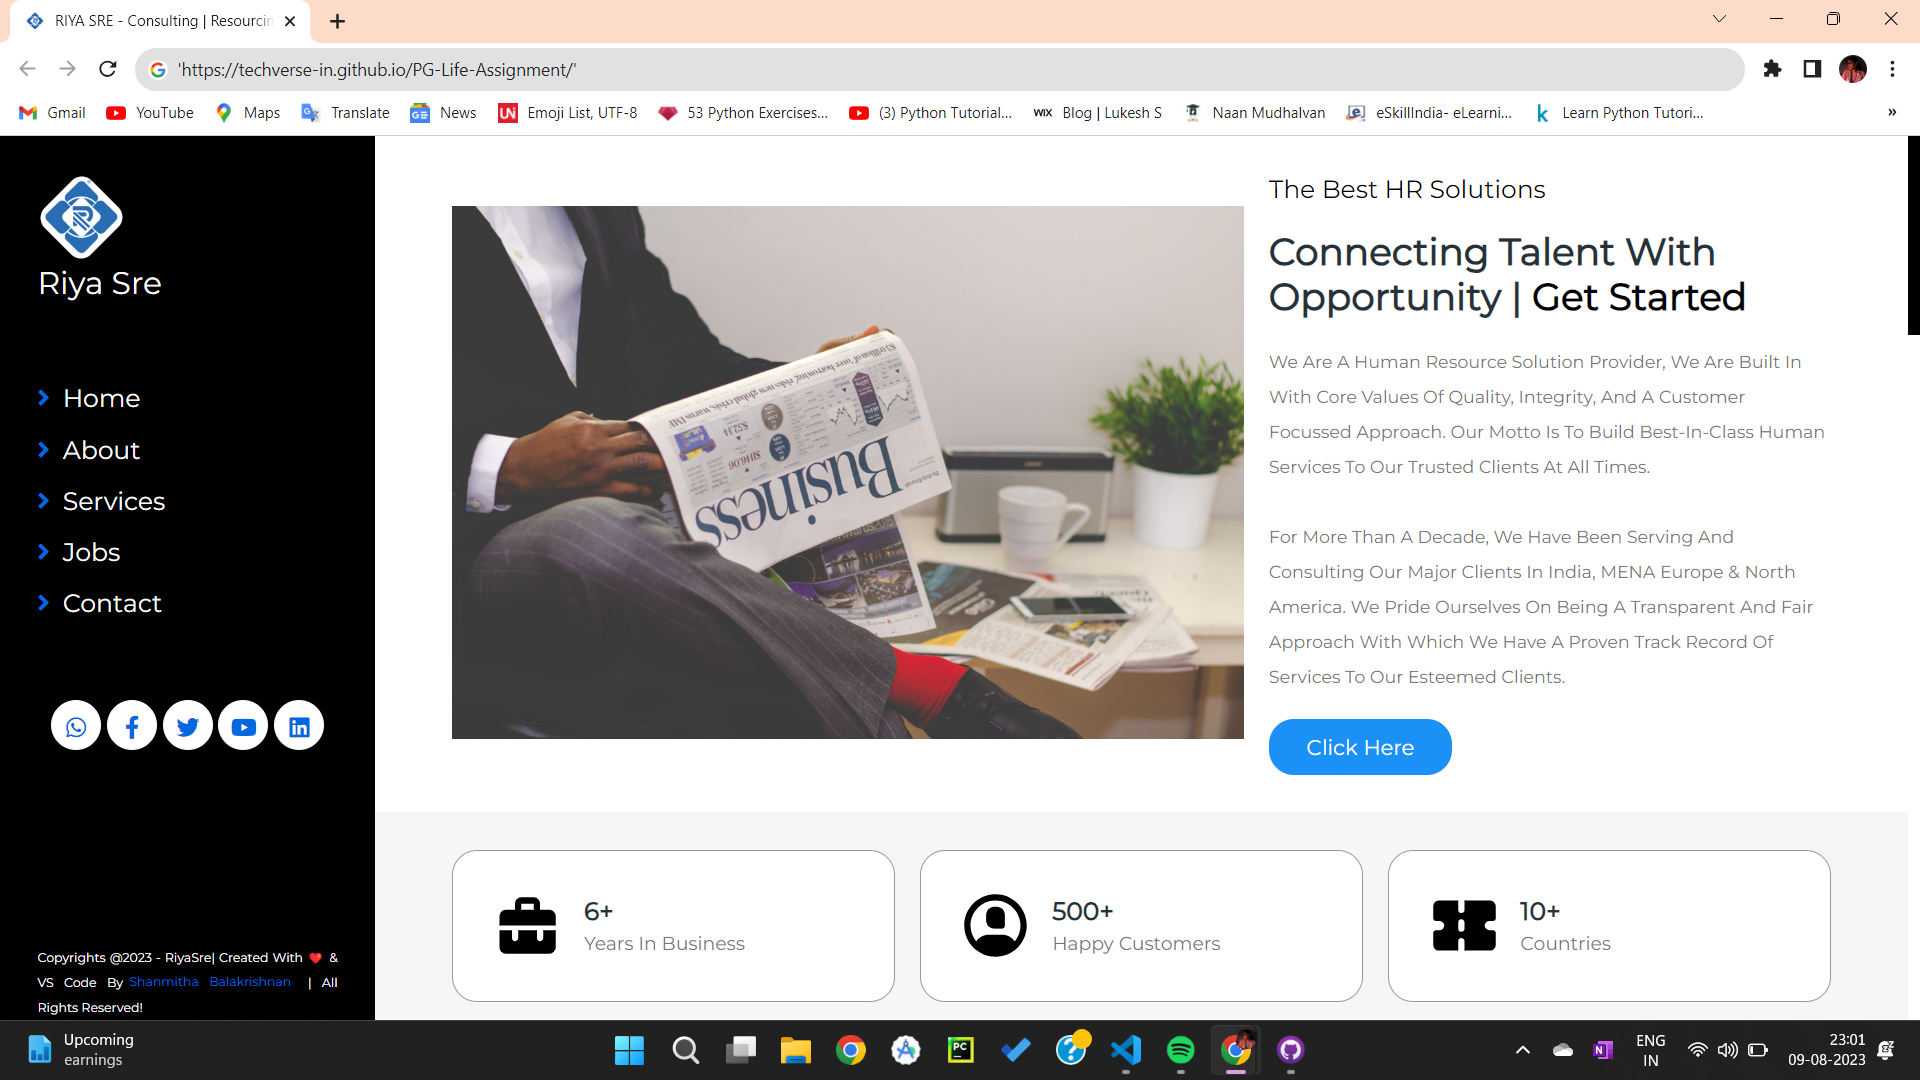 RIYA SRE - Consulting | Resourcin
'https://techverse-in.github.io/PG-Life-Assignment/'
Gmail
YouTube
Maps
Translate
News
Emoji List, UTF-8
53 Python Exercises...
(3) Python Tutorial...
WIX
Blog | Lukesh S
Naan Mudhalvan
eSkillIndia- eLearni...
Learn Python Tutori...
»
Riya Sre
Home
About
Services
Jobs
Contact
Copyrights @2023 - RiyaSre| Created With ❤️ &
VS Code By Shanmitha Balakrishnan | All
Rights Reserved!
Business
The Best HR Solutions
Connecting Talent With
Opportunity | Get Started
We Are A Human Resource Solution Provider, We Are Built In
With Core Values Of Quality, Integrity, And A Customer
Focussed Approach. Our Motto Is To Build Best-In-Class Human
Services To Our Trusted Clients At All Times.
For More Than A Decade, We Have Been Serving And
Consulting Our Major Clients In India, MENA Europe & North
America. We Pride Ourselves On Being A Transparent And Fair
Approach With Which We Have A Proven Track Record Of
Services To Our Esteemed Clients.
Click Here
6+
Years In Business
500+
Happy Customers
10+
Countries
Upcoming
earnings
ENG
IN
23:01
09-08-2023